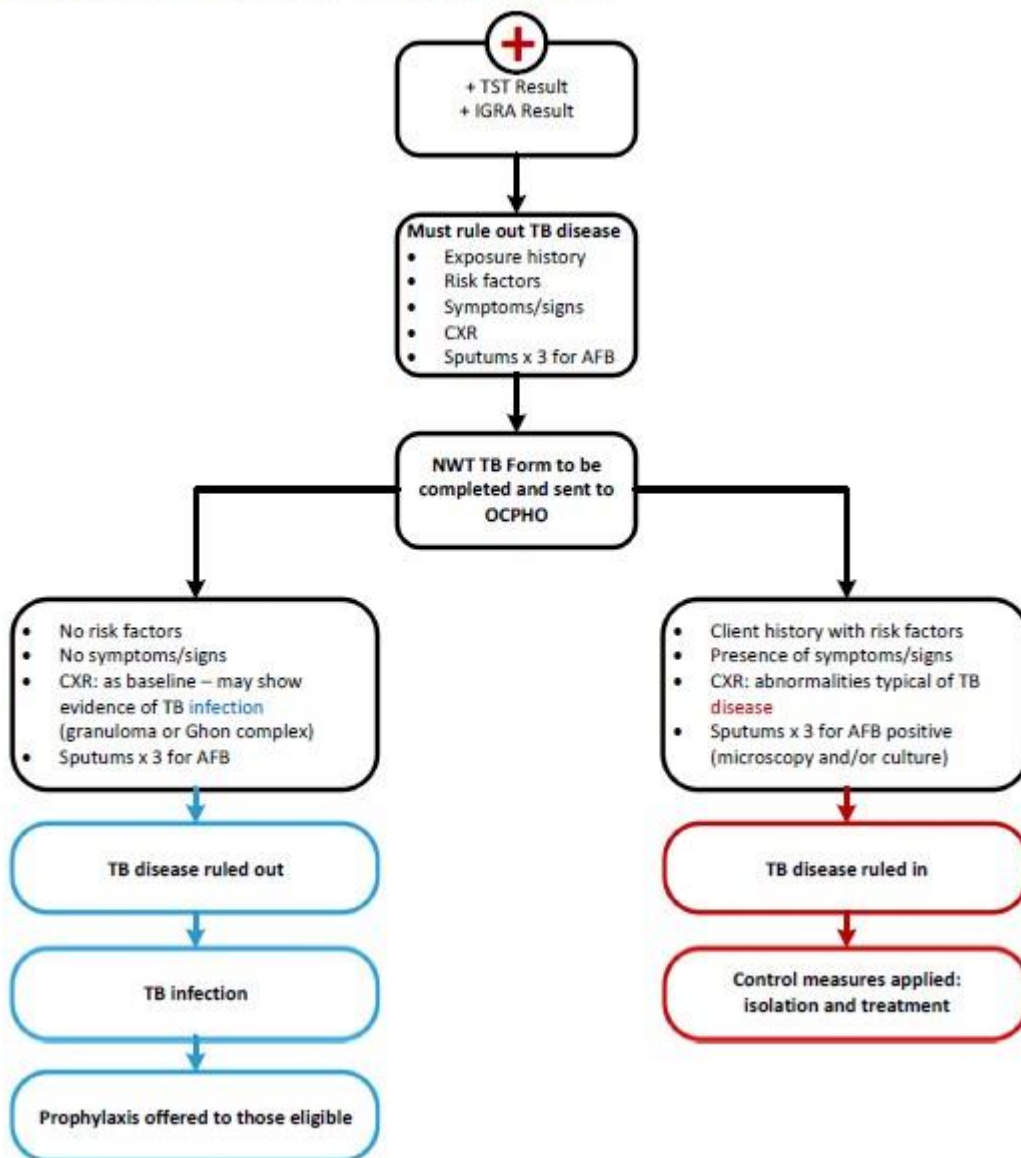 + TST Result
+ IGRA Result
Must rule out TB disease
• Exposure history
• Risk factors
• Symptoms/signs
• CXR
• Sputums x 3 for AFB
NWT TB Form to be
completed and sent to
OCPHO
• No risk factors
• No symptoms/signs
• CXR: as baseline – may show
evidence of TB infection
(granuloma or Ghon complex)
• Sputums x 3 for AFB
• Client history with risk factors
• Presence of symptoms/signs
• CXR: abnormalities typical of TB
disease
• Sputums x 3 for AFB positive
(microscopy and/or culture)
TB disease ruled out
TB disease ruled in
TB infection
Control measures applied:
isolation and treatment
Prophylaxis offered to those eligible